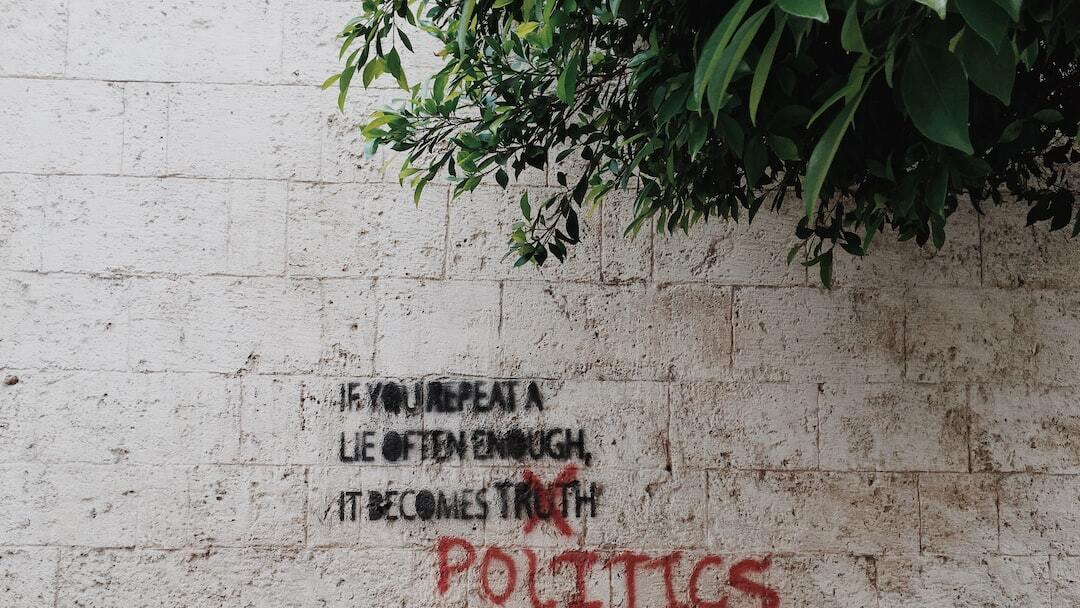 IF YOU REPEAT A
LIE OFTEN ENOUGH,
IT BECOMES TRUTH
POLITICS